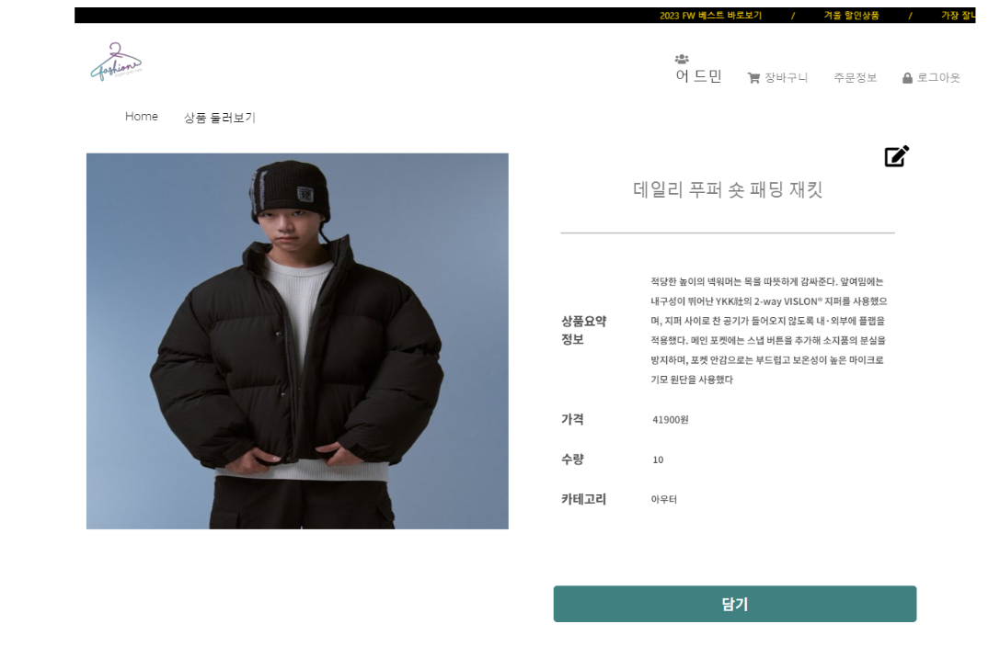 2023 FW 베스트 바로보기 / 겨울 할인상품 / 가장 잘나
fashion
어 드민
장바구니 주문정보 로그아웃
Home 상품 둘러보기
데일리 푸퍼 숏 패딩 재킷
상품요약
정보
적당한 높이의 넥워머는 목을 따뜻하게 감싸준다. 앞여밈에는
내구성이 뛰어난 YKK社의 2-way VISLON® 지퍼를 사용했으
며, 지퍼 사이로 찬 공기가 들어오지 않도록 내·외부에 플랩을
적용했다. 메인 포켓에는 스냅 버튼을 추가해 소지품의 분실을
방지하며, 포켓 안감으로는 부드럽고 보온성이 높은 마이크로
기모 원단을 사용했다
가격 41900원
수량 10
카테고리 아우터
담기